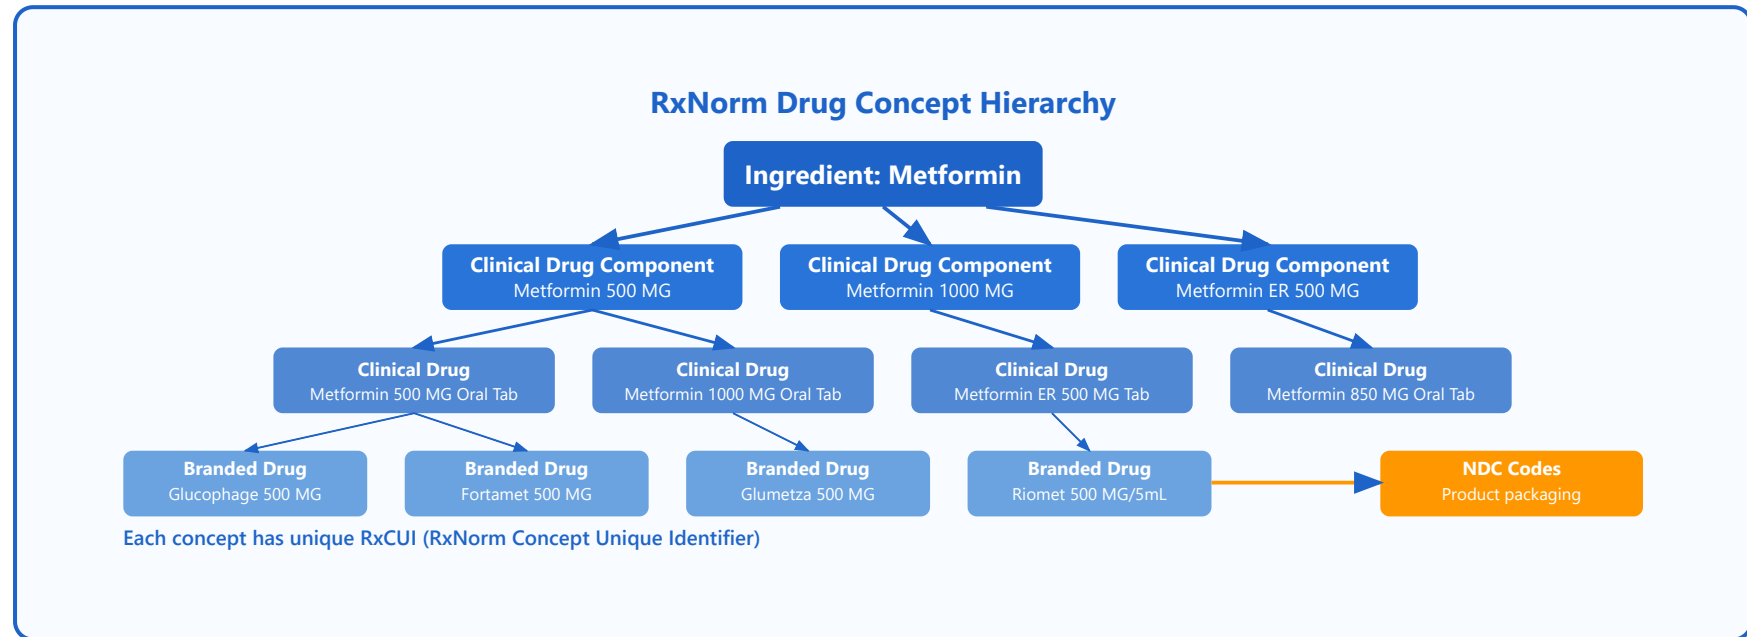 RxNorm Drug Concept Hierarchy
Ingredient: Metformin
Clinical Drug Component
Metformin 500 MG
Clinical Drug Component
Metformin 1000 MG
Clinical Drug Component
Metformin ER 500 MG
Clinical Drug
Metformin 500 MG Oral Tab
Clinical Drug
Metformin 1000 MG Oral Tab
Clinical Drug
Metformin ER 500 MG Tab
Clinical Drug
Metformin 850 MG Oral Tab
Branded Drug
Glucophage 500 MG
Branded Drug
Fortamet 500 MG
Branded Drug
Glumetza 500 MG
Branded Drug
Riomet 500 MG/5mL
NDC Codes
Product packaging
Each concept has unique RxCUI (RxNorm Concept Unique Identifier)